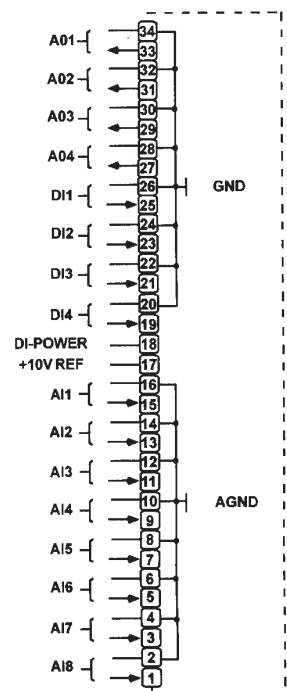 34
A01
33
32
A02
31
30
A03
29
28
A04
27
26
GND
DI1
25
24
DI2
23
22
DI3
21
20
DI4
19
DI-POWER 18
+10V REF 17
16
AI1
15
14
AI2
13
12
AI3
11
10
AGND
AI4
9
8
AI5
7
6
AI6
5
4
AI7
3
2
AI8
1